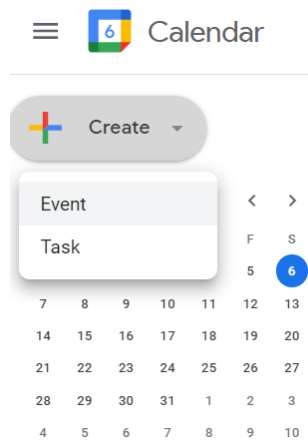 6 Calendar
Create
Event
Task
F S
5 6
7 8 9 10 11 12 13
14 15 16 17 18 19 20
21 22 23 24 25 26 27
28 29 30 31 1 2 3
4 5 6 7 8 9 10